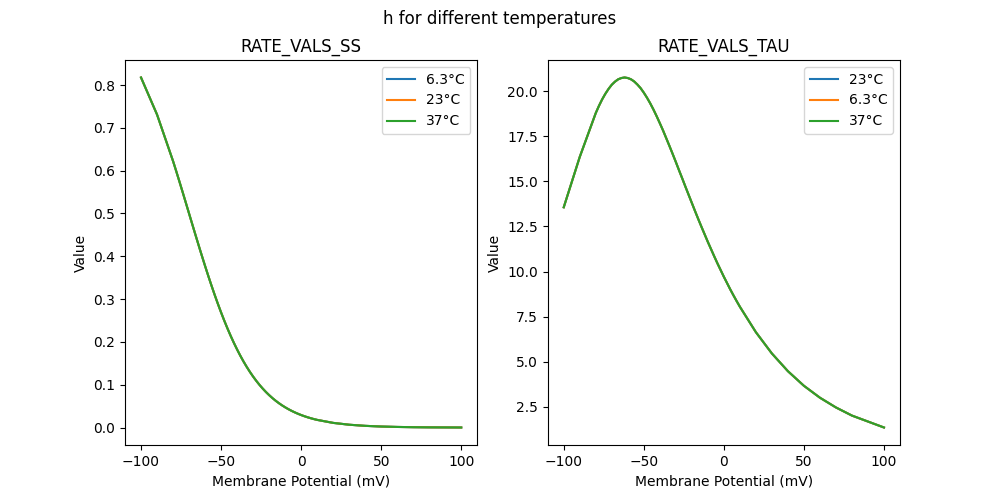 h for different temperatures
RATE_VALS_SS
Value
0.8
0.7
0.6
0.5
0.4
0.3
0.2
0.1
0.0
−100
−50
0
50
100
Membrane Potential (mV)
6.3°C
23°C
37°C
RATE_VALS_TAU
Value
20.0
17.5
15.0
12.5
10.0
7.5
5.0
2.5
−100
−50
0
50
100
Membrane Potential (mV)
23°C
6.3°C
37°C